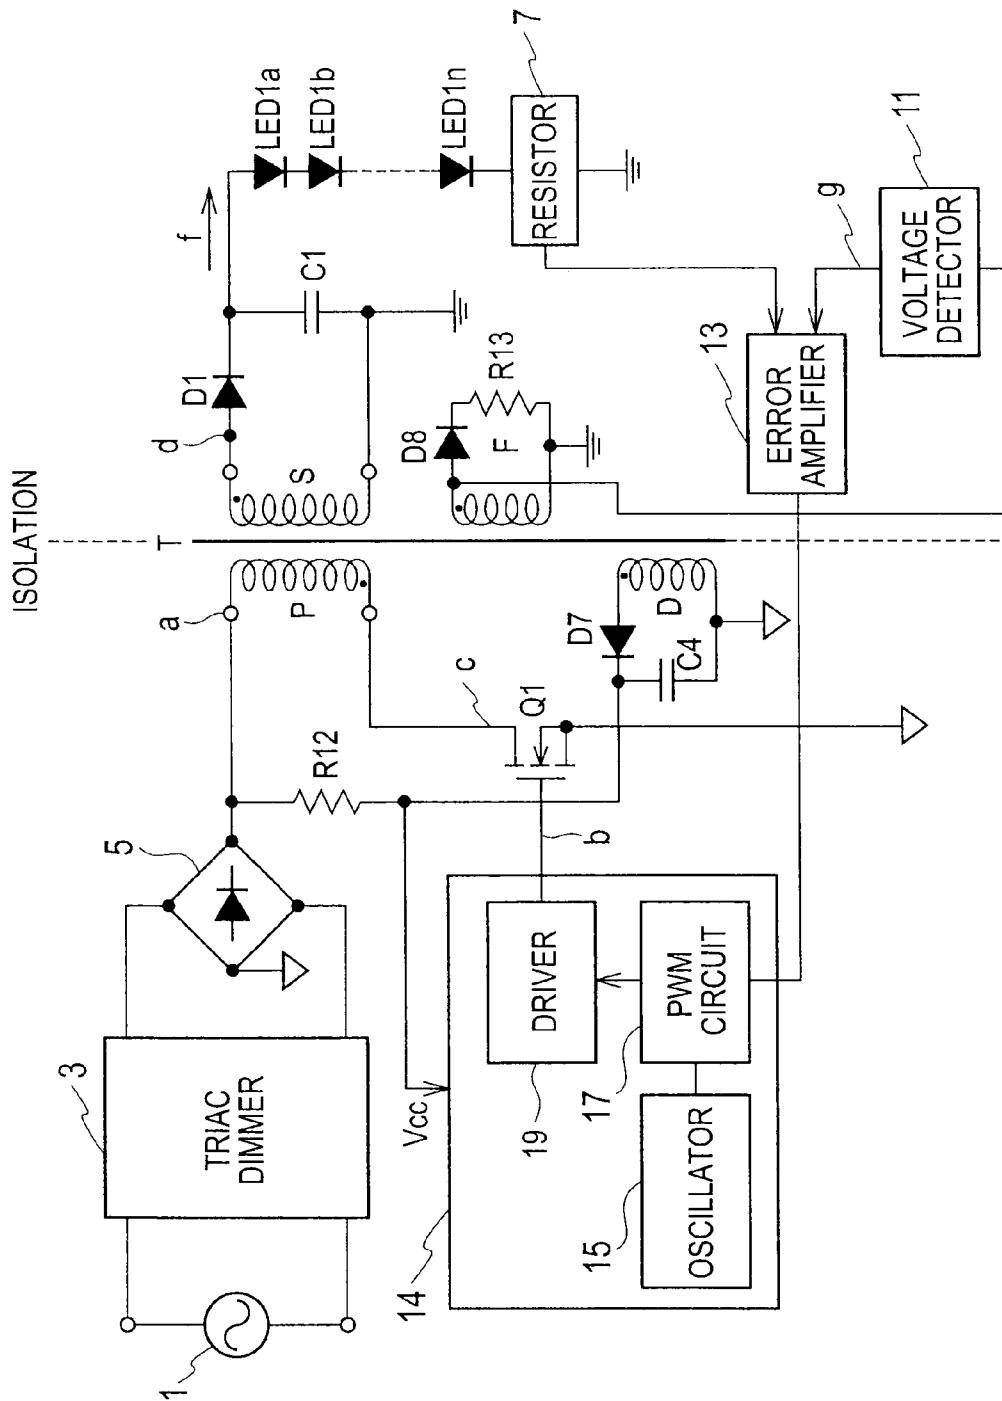 ISOLATION
T
1
3
TRIAC
DIMMER
5
a
P
S
d
D1
f
C1
LED1a
LED1b
LED1n
RESISTOR
7
R12
c
Q1
b
D8
F
R13
D7
D
C4
Vcc
14
DRIVER
19
PWM
CIRCUIT
17
OSCILLATOR
15
ERROR
AMPLIFIER
13
g
VOLTAGE
DETECTOR
11